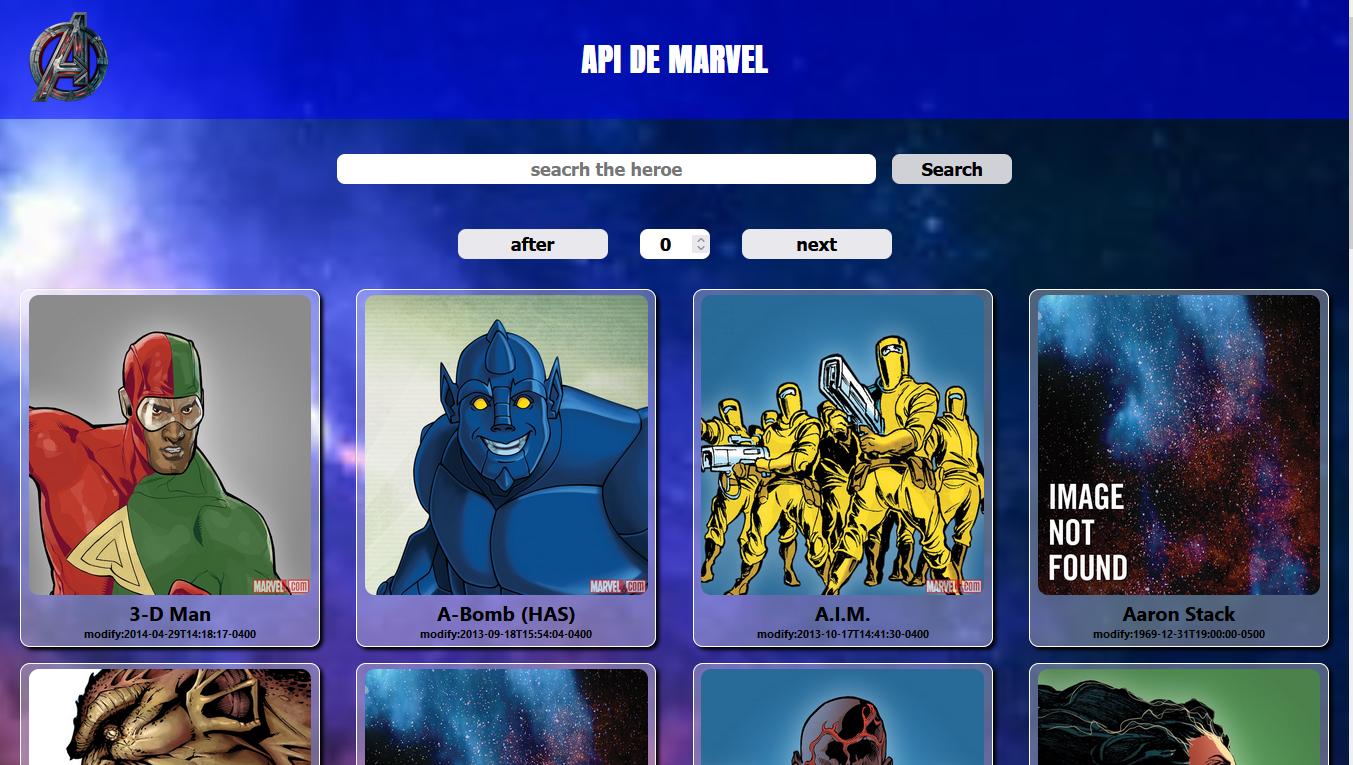 API DE MARVEL
seacrh the heroe
Search
after
0
next
MARVEL.com
MARVEL.com
MARVEL.com
IMAGE
NOT
FOUND
3-D Man
modify:2014-04-29T14:18:17-0400
A-Bomb (HAS)
modify:2013-09-18T15:54:04-0400
A.I.M.
modify:2013-10-17T14:41:30-0400
Aaron Stack
modify:1969-12-31T19:00:00-0500